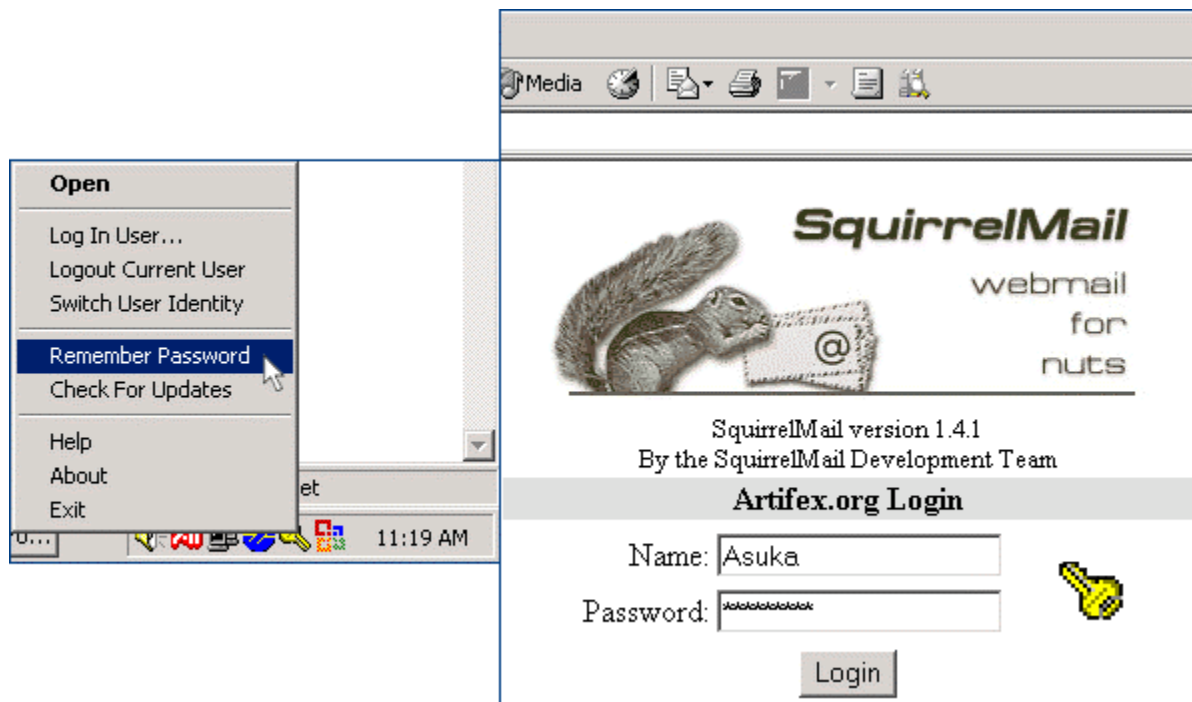 Media
Open
Log In User...
Logout Current User
Switch User Identity
Remember Password
Check For Updates
Help
About
Exit
et
11:19 AM
SquirrelMail
webmail
for
nuts
@
SquirrelMail version 1.4.1
By the SquirrelMail Development Team
Artifex.org Login
Name: Asuka
Password: **********
Login